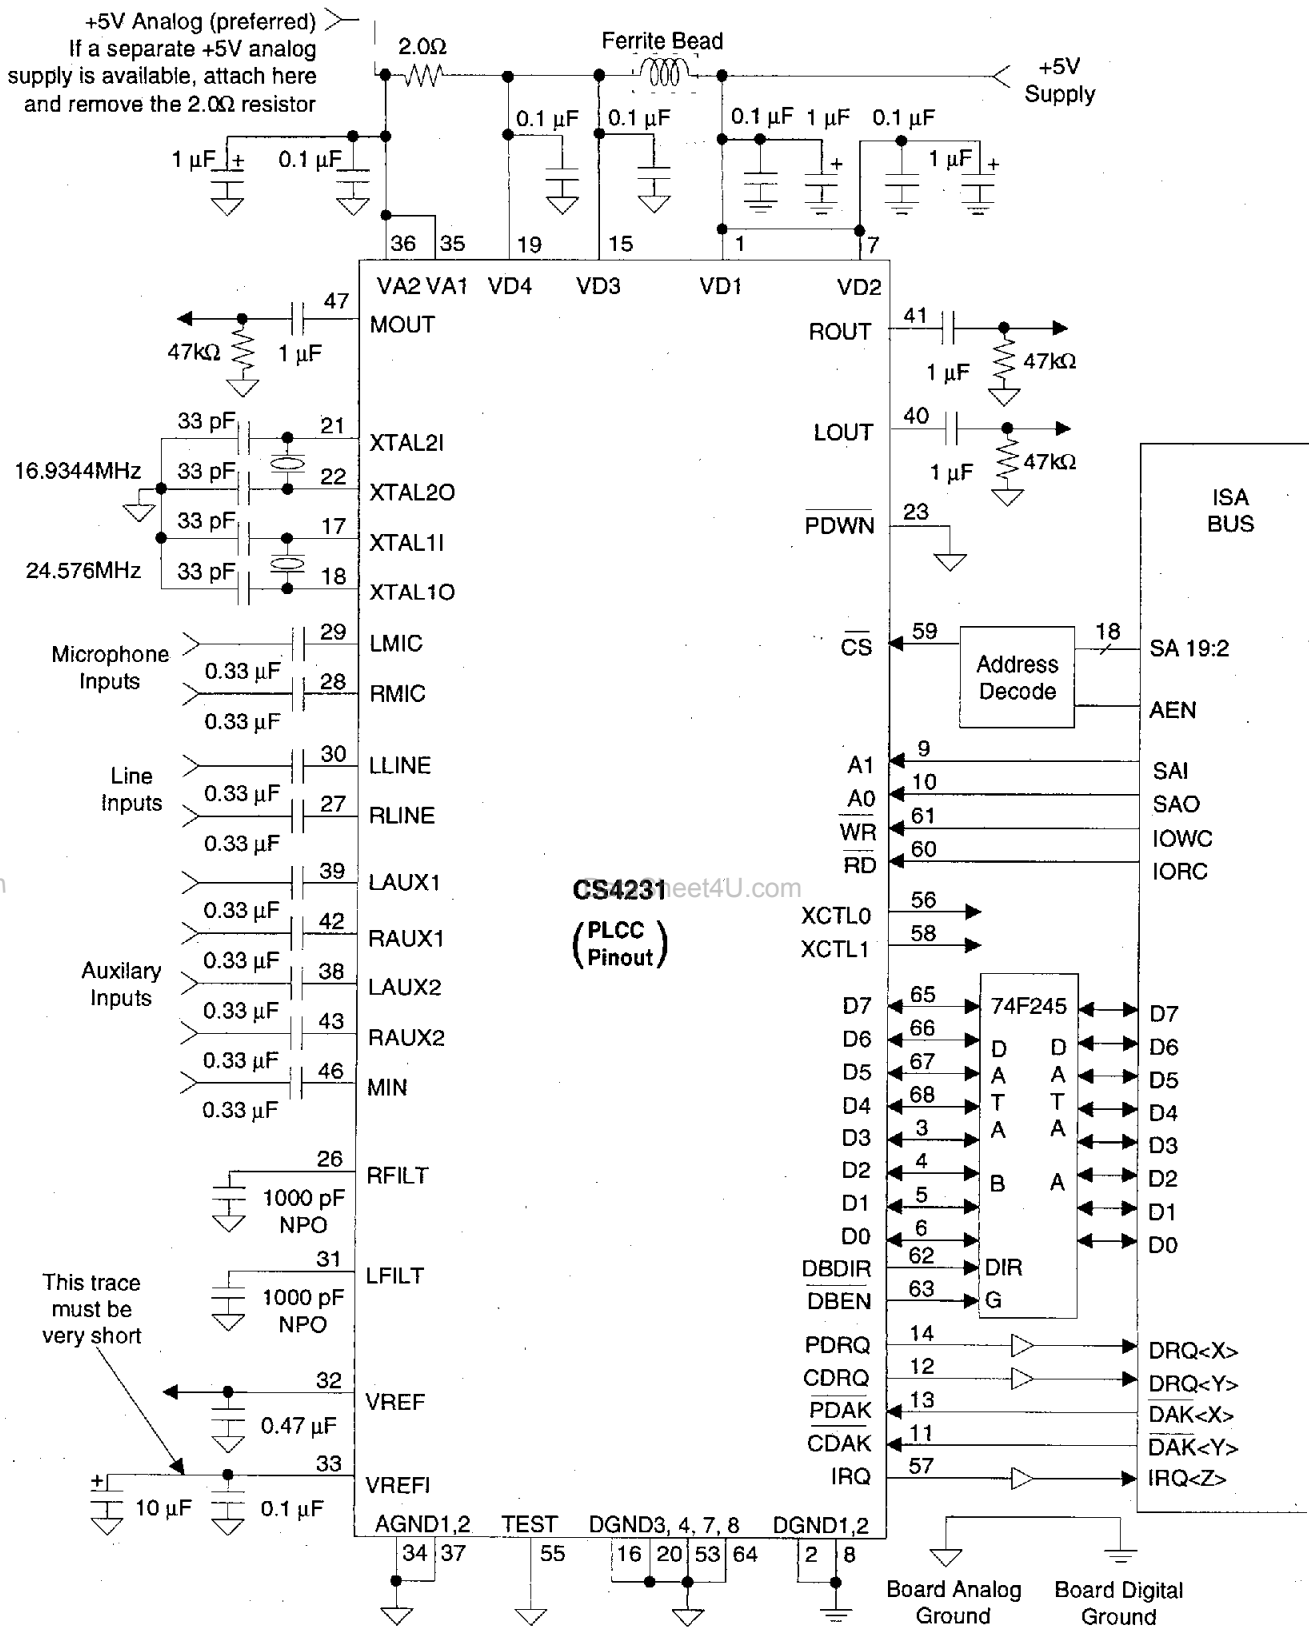 +5V Analog (preferred)
If a separate +5V analog
supply is available, attach here
and remove the 2.0Ω resistor
2.0Ω
Ferrite Bead
+5V
Supply
1 µF +
0.1 µF
0.1 µF
0.1 µF
0.1 µF
1 µF
+
0.1 µF
1 µF +
36
35
19
15
1
7
VA2 VA1 VD4 VD3 VD1 VD2
47
MOUT
47kΩ
1 µF
41
ROUT
1 µF
47kΩ
40
LOUT
1 µF
47kΩ
33 pF
21
XTAL2I
16.9344MHz
33 pF
22
XTAL2O
33 pF
17
XTAL1I
24.576MHz
33 pF
18
XTAL1O
PDWN
23
ISA
BUS
Microphone
Inputs
29
LMIC
0.33 µF
28
RMIC
0.33 µF
CS
59
Address
Decode
18
SA 19:2
AEN
Line
Inputs
30
LLINE
0.33 µF
27
RLINE
0.33 µF
A1
9
SAI
A0
10
SAO
WR
61
IOWC
RD
60
IORC
39
LAUX1
0.33 µF
42
RAUX1
0.33 µF
Auxilary
Inputs
38
LAUX2
0.33 µF
43
RAUX2
0.33 µF
46
MIN
0.33 µF
CS4231
Sheet4U.com
(PLCC
Pinout)
XCTL0
56
XCTL1
58
74F245
D7
65
D7
D6
66
D6
D5
67
D5
D4
68
D4
D3
3
D3
D2
4
D2
D1
5
D1
D0
6
D0
D D
A A
T T
A A
B A
DBDIR
62
DIR
DBEN
63
G
26
RFILT
1000 pF
NPO
31
LFILT
1000 pF
NPO
This trace
must be
very short
PDRQ
14
DRQ<X>
CDRQ
12
DRQ<Y>
PDAK
13
DAK<X>
CDAK
11
DAK<Y>
IRQ
57
IRQ<Z>
32
VREF
0.47 µF
33
VREFI
+
10 µF
0.1 µF
AGND1,2 TEST DGND3, 4, 7, 8 DGND1,2
34
37
55
16
20
53
64
2
8
Board Analog
Ground
Board Digital
Ground